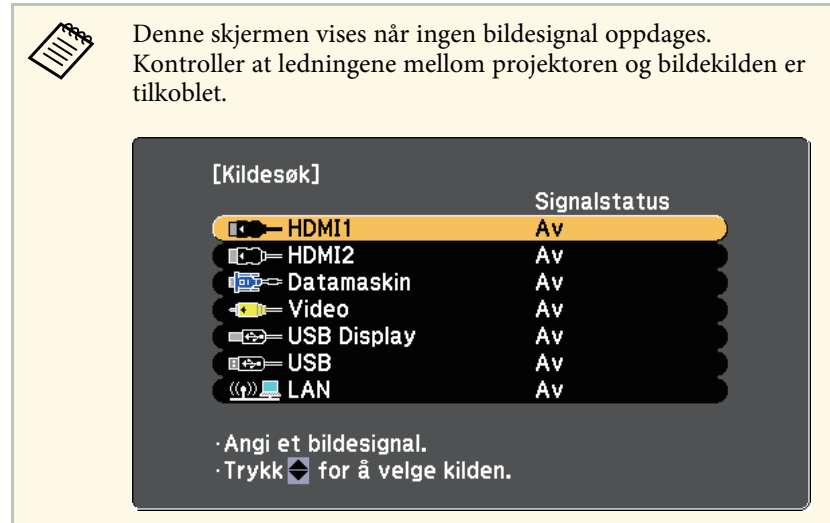 Denne skjermen vises når ingen bildesignal oppdages.
Kontroller at ledningene mellom projektoren og bildekilden er
tilkoblet.
[Kildesøk]
Signalstatus
HDMI1 Av
HDMI2 Av
Datamaskin Av
Video Av
USB Display Av
USB Av
LAN Av
·Angi et bildesignal.
·Trykk for å velge kilden.